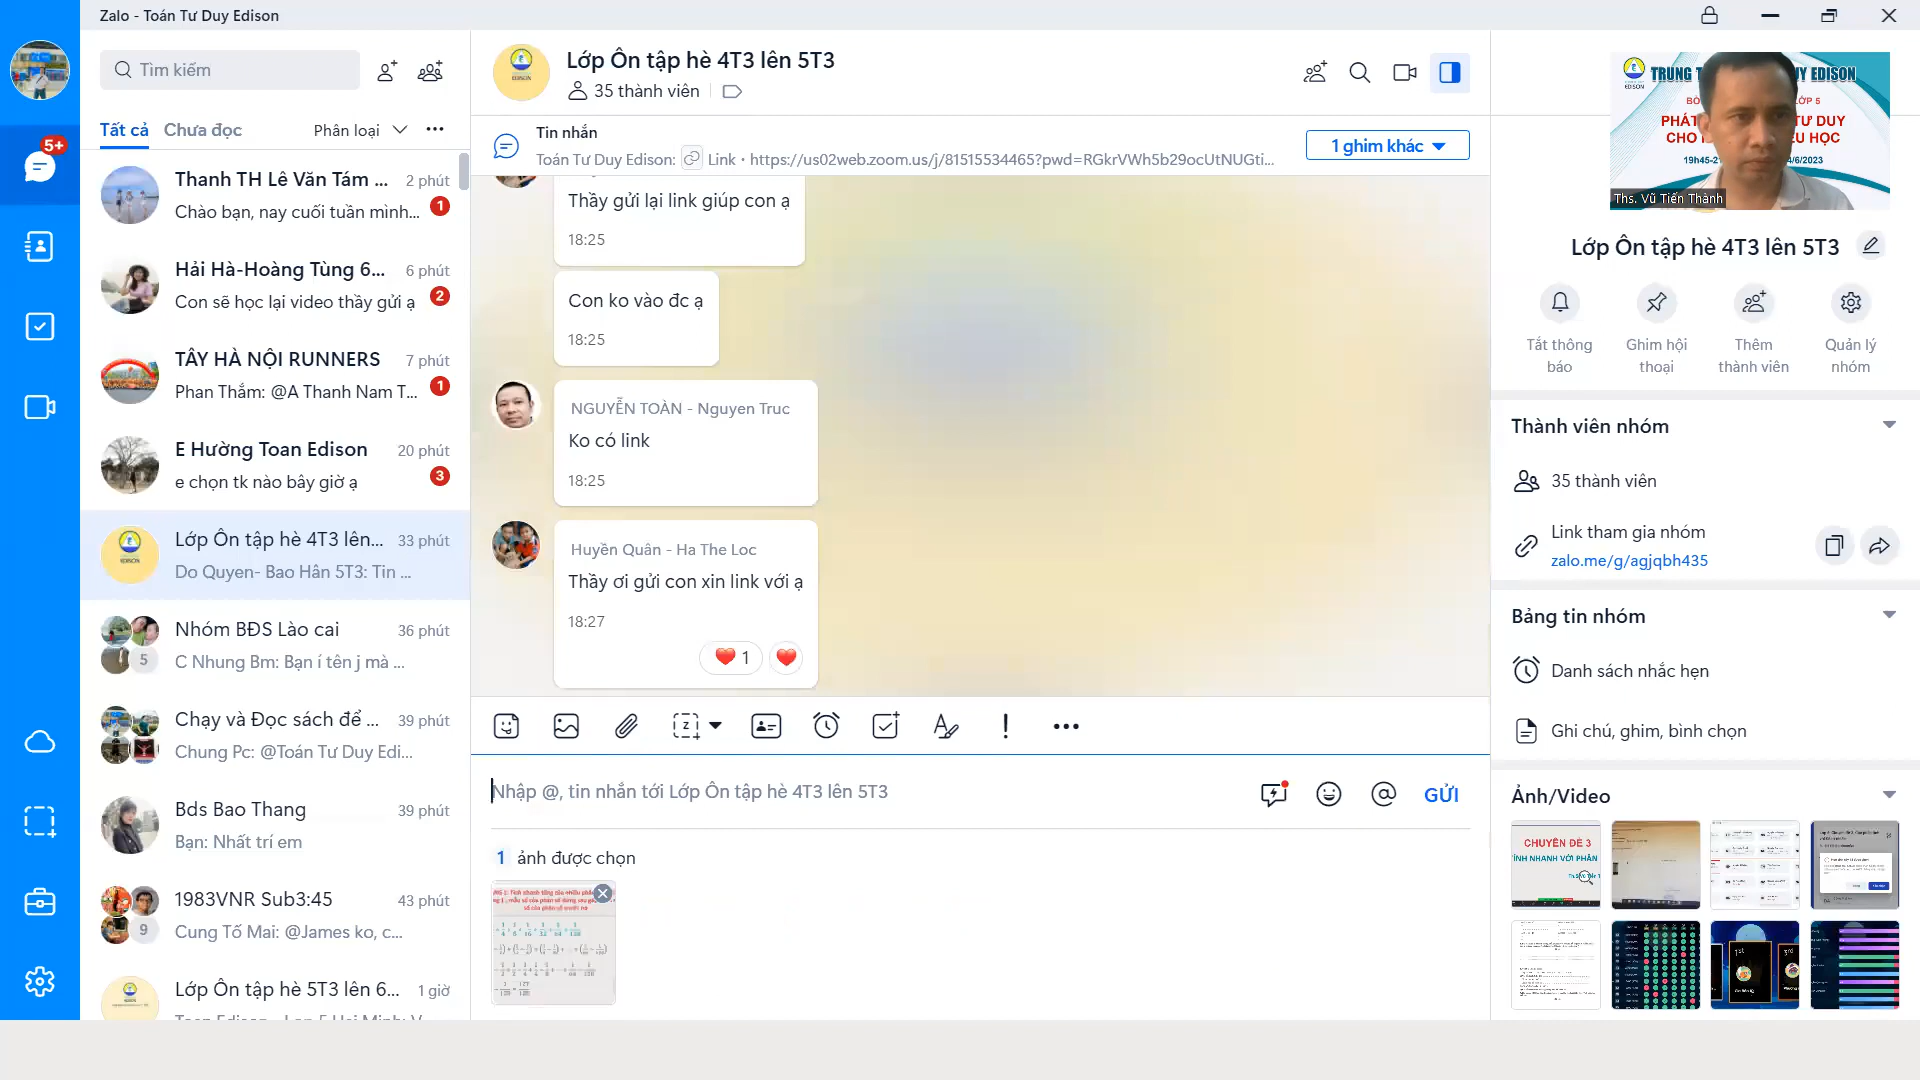 Zalo - Toán Tư Duy Edison
Tìm kiếm
Tất cả
Chưa đọc
Phân loại
5+
Thanh TH Lê Văn Tám ...
2 phút
Chào bạn, nay cuối tuần mình...
1
Hải Hà-Hoàng Tùng 6...
6 phút
Con sẽ học lại video thầy gửi ạ
2
TÂY HÀ NỘI RUNNERS
7 phút
Phan Thắm: @A Thanh Nam T...
1
E Hường Toan Edison
20 phút
e chọn tk nào bây giờ ạ
3
Lớp Ôn tập hè 4T3 lên...
33 phút
Do Quyen- Bao Hân 5T3: Tin ...
Nhóm BĐS Lào cai
36 phút
C Nhung Bm: Bạn í tên j mà ...
5
Chạy và Đọc sách để ...
39 phút
Chung Pc: @Toán Tư Duy Edi...
Bds Bao Thang
39 phút
Bạn: Nhất trí em
1983VNR Sub3:45
43 phút
Cung Tố Mai: @James ko, c...
9
Lớp Ôn tập hè 5T3 lên 6...
1 giờ
Lớp Ôn tập hè 4T3 lên 5T3
35 thành viên
Tin nhắn
Toán Tư Duy Edison: Link • https://us02web.zoom.us/j/81515534465?pwd=RGkrVWh5b29ocUtNUGti...
1 ghim khác
Thầy gửi lại link giúp con ạ
18:25
Con ko vào đc ạ
18:25
NGUYỄN TOÀN - Nguyen Truc
Ko có link
18:25
Huyền Quân - Ha The Loc
Thầy ơi gửi con xin link với ạ
18:27
1
Nhập @, tin nhắn tới Lớp Ôn tập hè 4T3 lên 5T3
GỬI
1 ảnh được chọn
Ths. Vũ Tiến Thành
Lớp Ôn tập hè 4T3 lên 5T3
Tắt thông báo
Ghim hội thoại
Thêm thành viên
Quản lý nhóm
Thành viên nhóm
35 thành viên
Link tham gia nhóm
zalo.me/g/agjqbh435
Bảng tin nhóm
Danh sách nhắc hẹn
Ghi chú, ghim, bình chọn
Ảnh/Video
CHUYÊN ĐỀ 3